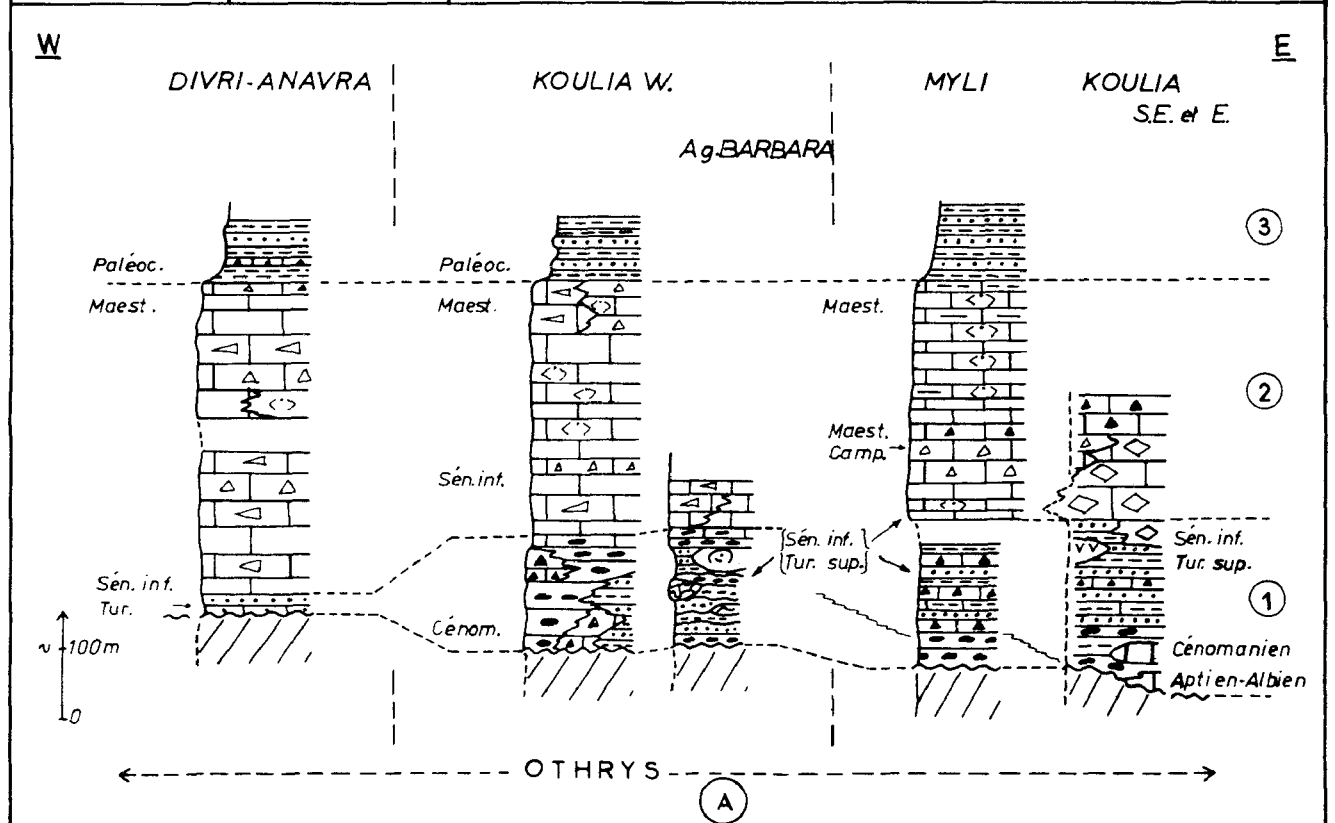 W
E
DIVRI-ANAVRA
KOULIA W.
MYLI
KOULIA
S.E. et E.
Ag.BARBARA
3
Paléoc.
Paléoc.
Maest.
Maest.
Maest.
2
Maest.
Camp.
Sén.inf.
Sén. inf.
Tur. sup.
Sén. inf.
Tur. sup.
Sén. inf.
Tur.
1
Cénom.
Cénomanien
Aptien-Albien
~ 100m
0
OTHRYS
A